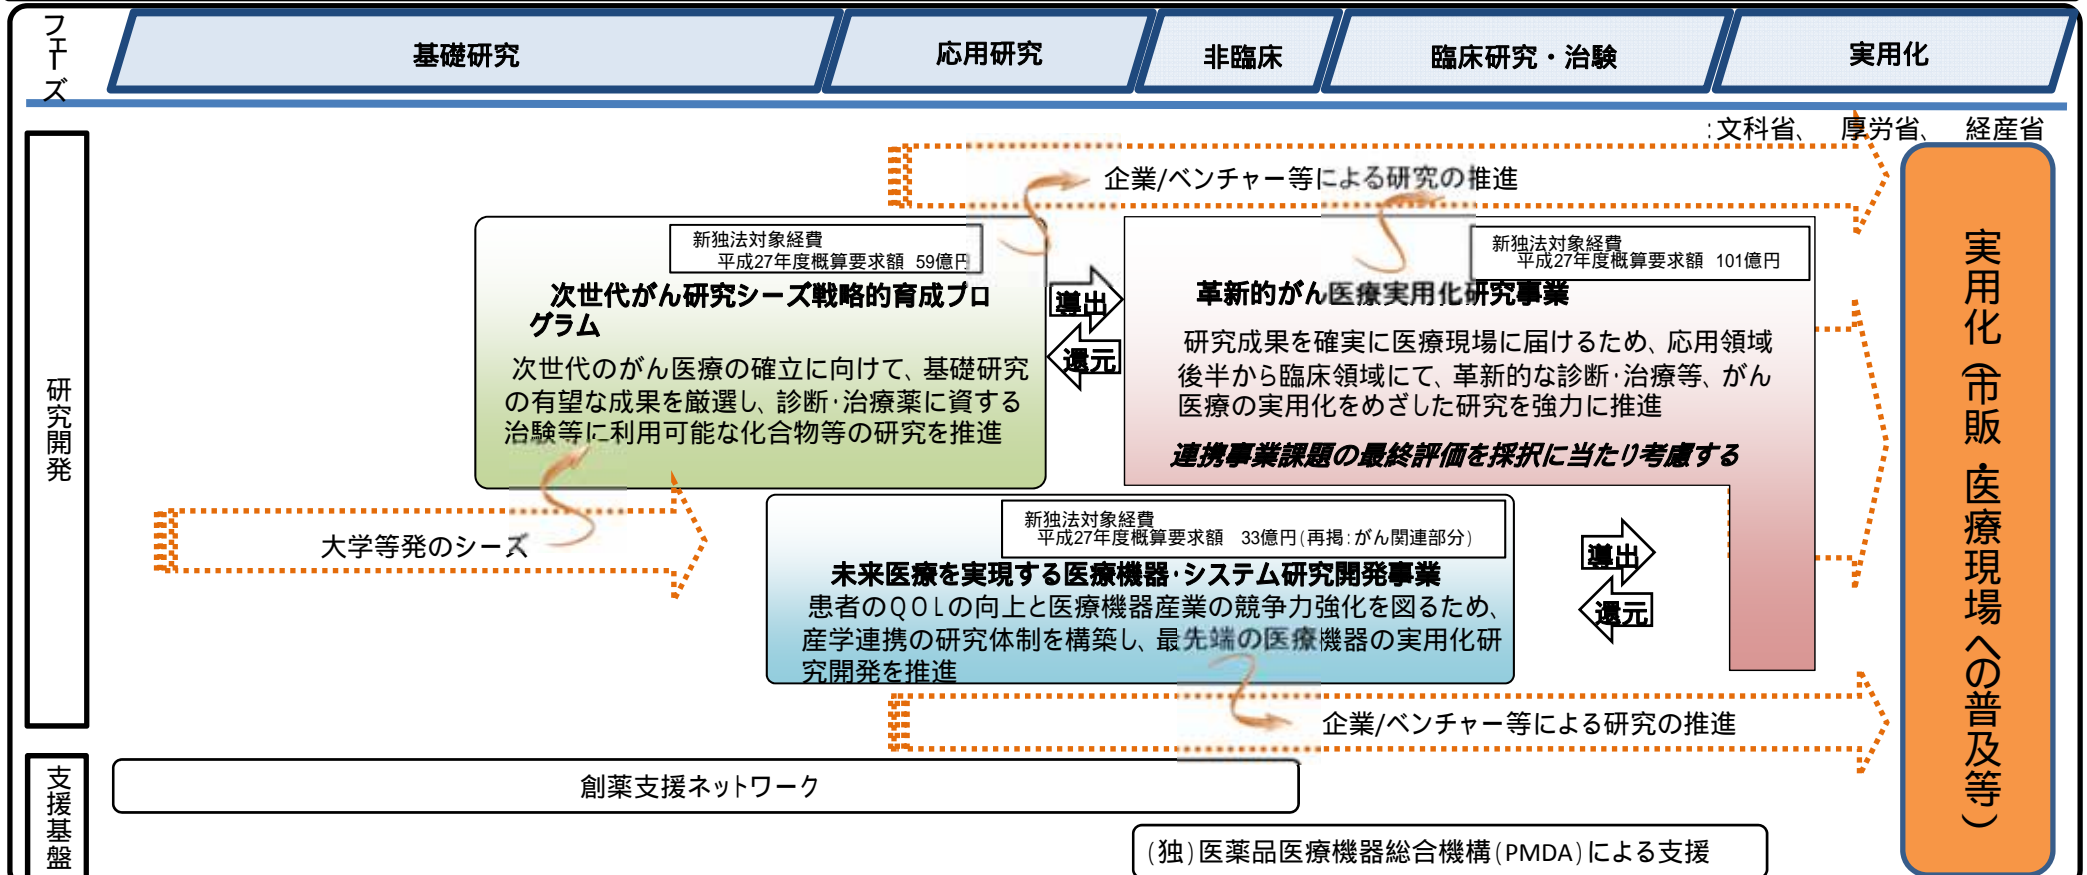 フェーズ
基礎研究
応用研究
非臨床
臨床研究・治験
実用化
:文科省、 厚労省、 経産省
研究開発
企業/ベンチャー等による研究の推進
新独法対象経費
平成27年度概算要求額 59億円
次世代がん研究シーズ戦略的育成プロ
グラム
次世代のがん医療の確立に向けて、基礎研究
の有望な成果を厳選し、診断・治療薬に資する
治験等に利用可能な化合物等の研究を推進
導出
還元
新独法対象経費
平成27年度概算要求額 101億円
革新的がん医療実用化研究事業
研究成果を確実に医療現場に届けるため、応用領域
後半から臨床領域にて、革新的な診断・治療等、がん
医療の実用化をめざした研究を強力に推進
連携事業課題の最終評価を採択に当たり考慮する
大学等発のシーズ
新独法対象経費
平成27年度概算要求額 33億円(再掲:がん関連部分)
未来医療を実現する医療機器・システム研究開発事業
患者のQOLの向上と医療機器産業の競争力強化を図るため、
産学連携の研究体制を構築し、最先端の医療機器の実用化研
究開発を推進
導出
還元
企業/ベンチャー等による研究の推進
実用化(市販・医療現場への普及等)
支援基盤
創薬支援ネットワーク
(独)医薬品医療機器総合機構(PMDA)による支援